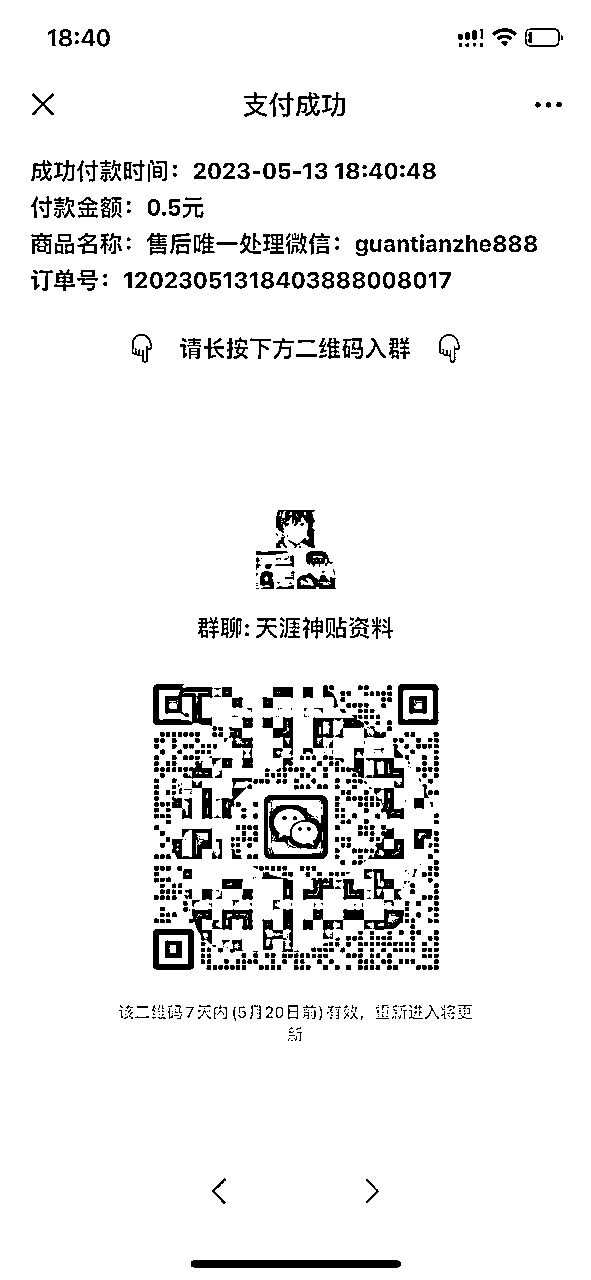 18:40
支付成功
成功付款时间：2023-05-13 18:40:48
付款金额：0.5元
商品名称：售后唯一处理微信：guantianzhe888
订单号：12023051318403888008017
请长按下方二维码入群
群聊: 天涯神贴资料
该二维码7天内(5月20日前)有效，重新进入将更
新